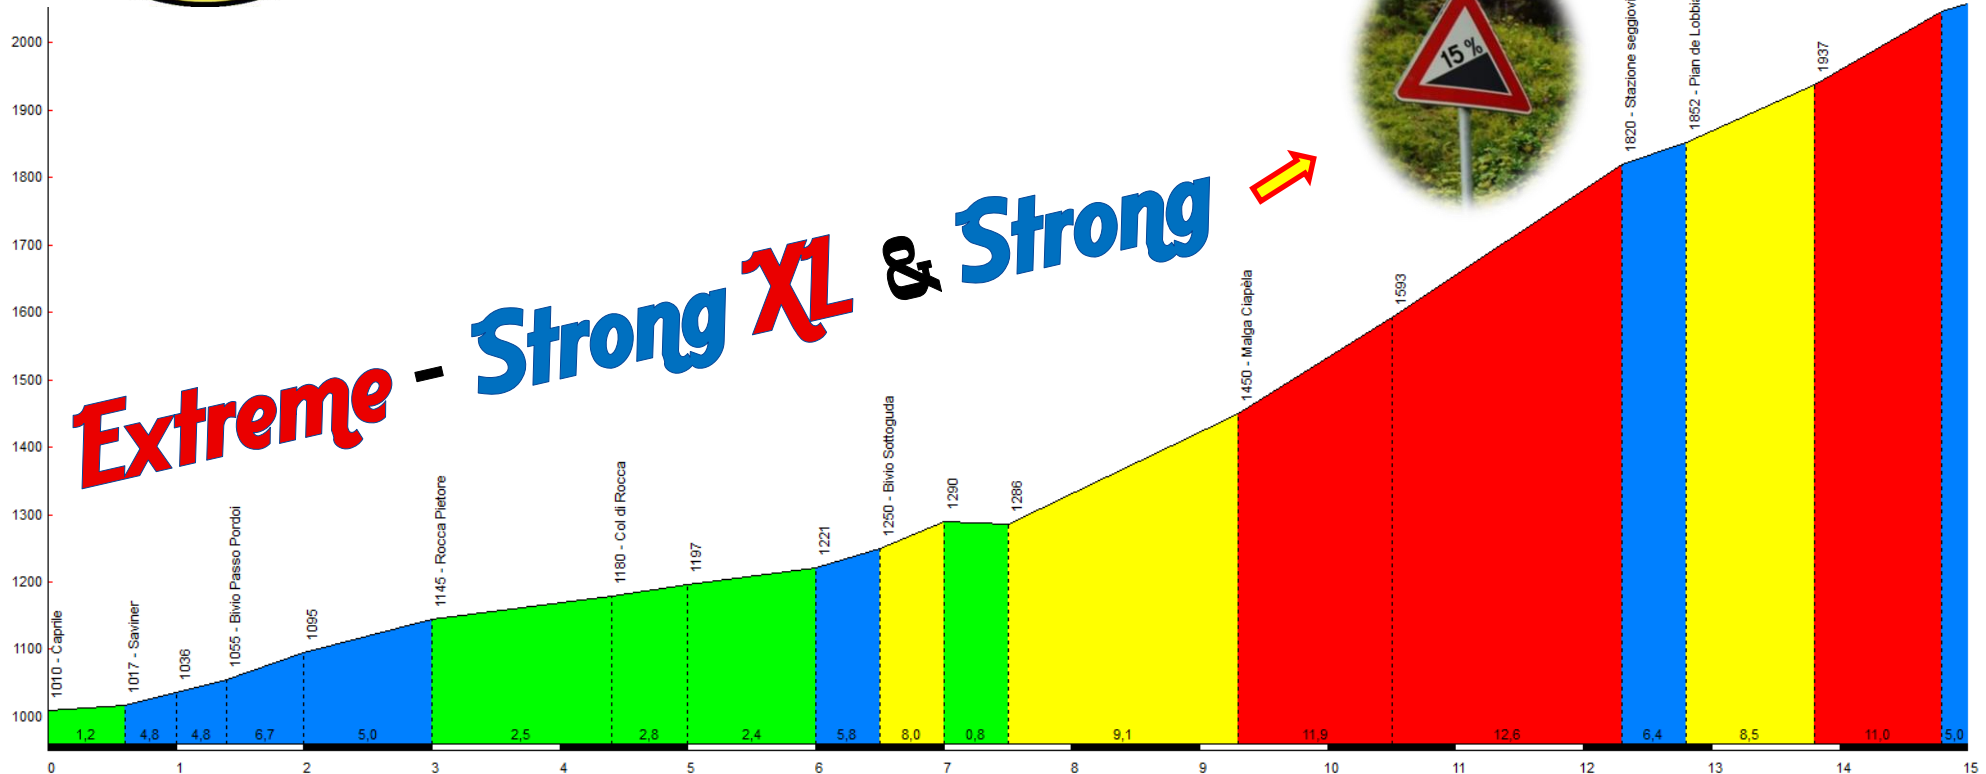 2000
1900
1800
1700
1600
1500
1400
1300
1200
1100
1000
15 %
Extreme - Strong XL & Strong
1010 - Caprile
1017 - Saviner
1036
1055 - Bivio Passo Pordoi
1095
1145 - Rocca Pietore
1180 - Col di Rocca
1197
1221
1250 - Bivio Sottoguda
1290
1286
1450 - Malga Ciapèla
1593
1820 - Stazione
1852 - Pian de
1937
1,2 4,8 4,8 6,7 5,0 2,5 2,8 2,4 5,8 8,0 0,8 9,1 11,9 12,6 6,4 8,5 11,0 5,0
0 1 2 3 4 5 6 7 8 9 10 11 12 13 14 15